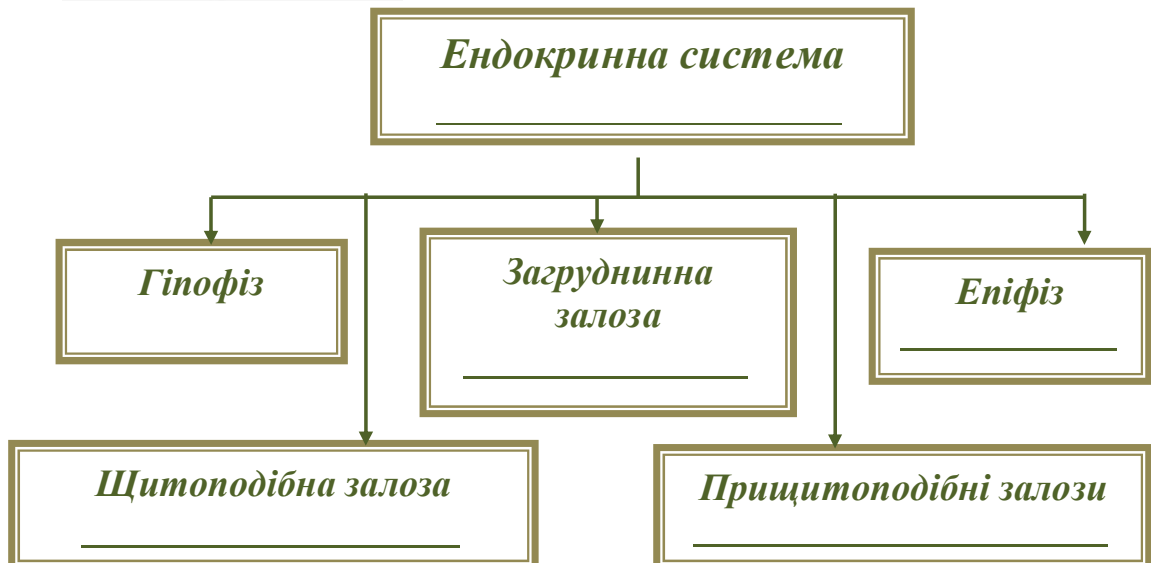 Ендокринна система
Гіпофіз
Загруднинна
залоза
Епіфіз
Щитоподібна залоза
Прищитоподібні залози